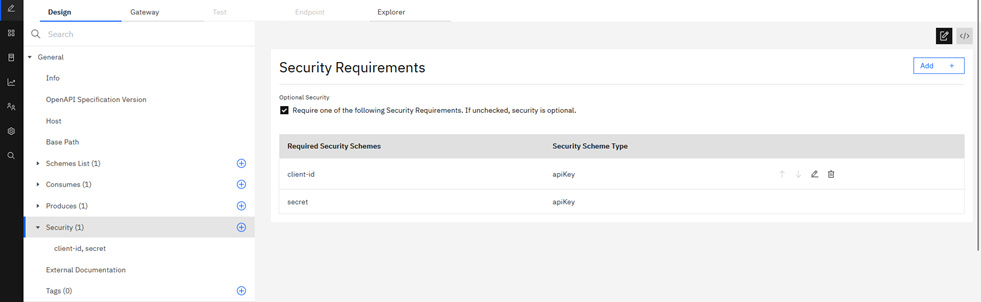 Design Gateway Test Endpoint Explorer
Search
General
Info
OpenAPI Specification Version
Host
Base Path
Schemes List (1)
Consumes (1)
Produces (1)
Security (1)
client-id, secret
External Documentation
Tags (0)
</>
Security Requirements
Add +
Optional Security
Require one of the following Security Requirements. If unchecked, security is optional.
Required Security Schemes Security Scheme Type
client-id apiKey
secret apiKey